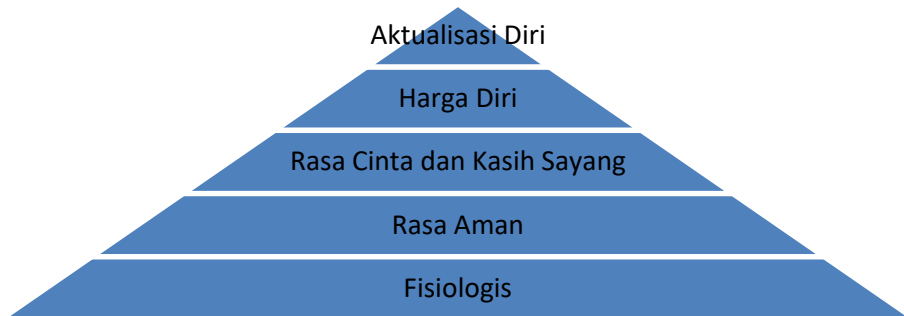 Aktualisasi Diri
Harga Diri
Rasa Cinta dan Kasih Sayang
Rasa Aman
Fisiologis